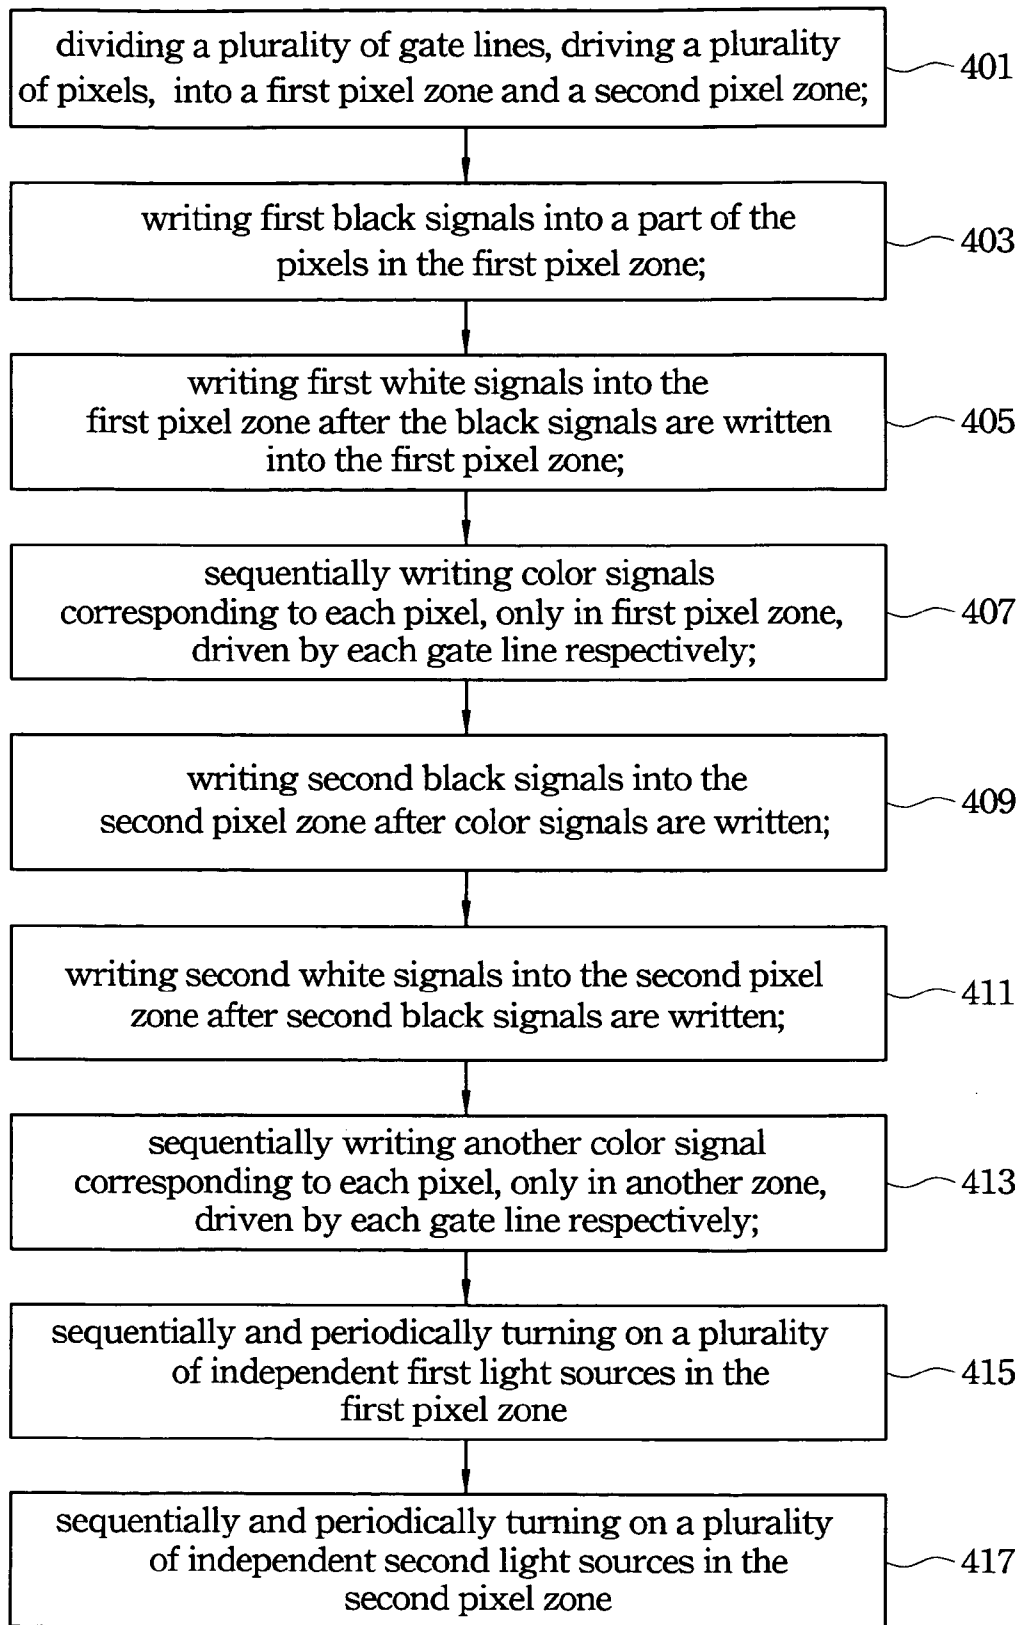 dividing a plurality of gate lines, driving a plurality
of pixels, into a first pixel zone and a second pixel zone;
401
writing first black signals into a part of the
pixels in the first pixel zone;
403
writing first white signals into the
first pixel zone after the black signals are written
into the first pixel zone;
405
sequentially writing color signals
corresponding to each pixel, only in first pixel zone,
driven by each gate line respectively;
407
writing second black signals into the
second pixel zone after color signals are written;
409
writing second white signals into the second pixel
zone after second black signals are written;
411
sequentially writing another color signal
corresponding to each pixel, only in another zone,
driven by each gate line respectively;
413
sequentially and periodically turning on a plurality
of independent first light sources in the
first pixel zone
415
sequentially and periodically turning on a plurality
of independent second light sources in the
second pixel zone
417